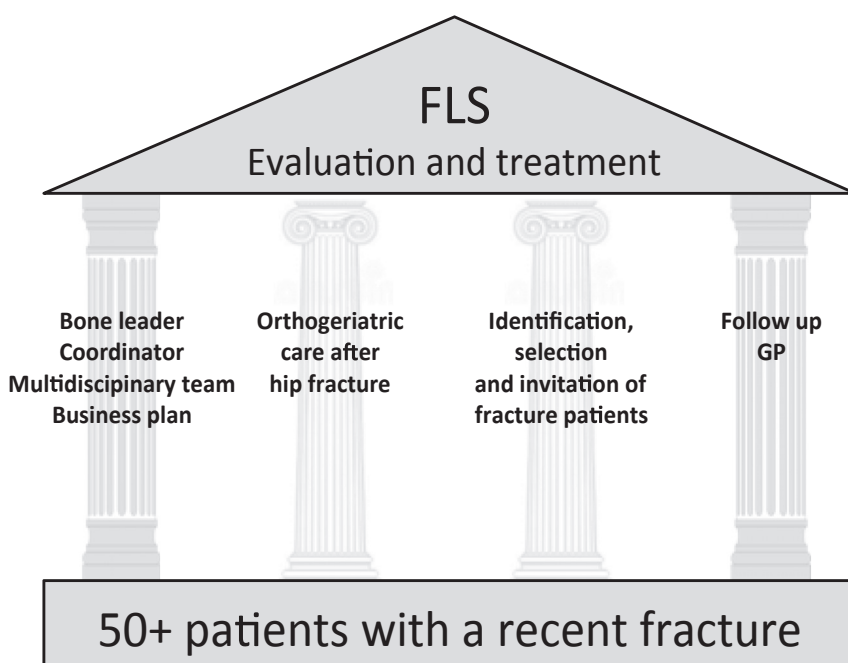 FLS
Evaluation and treatment
Bone leader
Coordinator
Multidiscipinary team
Business plan
Orthogeriatric
care after
hip fracture
Identification,
selection
and invitation of
fracture patients
Follow up
GP
50+ patients with a recent fracture